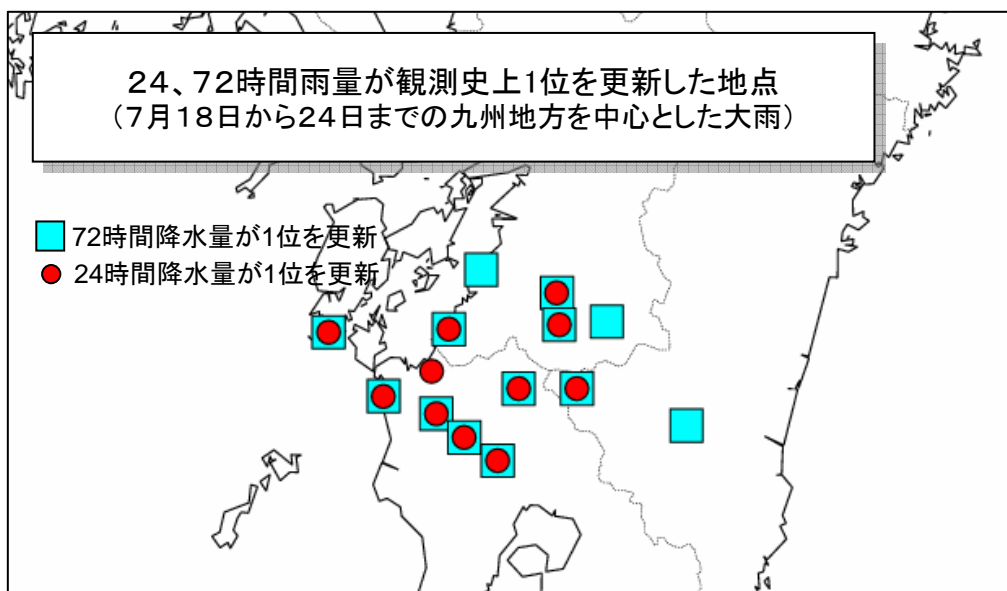 24、72時間雨量が観測史上1位を更新した地点
(7月18日から24日までの九州地方を中心とした大雨)
72時間降水量が1位を更新
24時間降水量が1位を更新